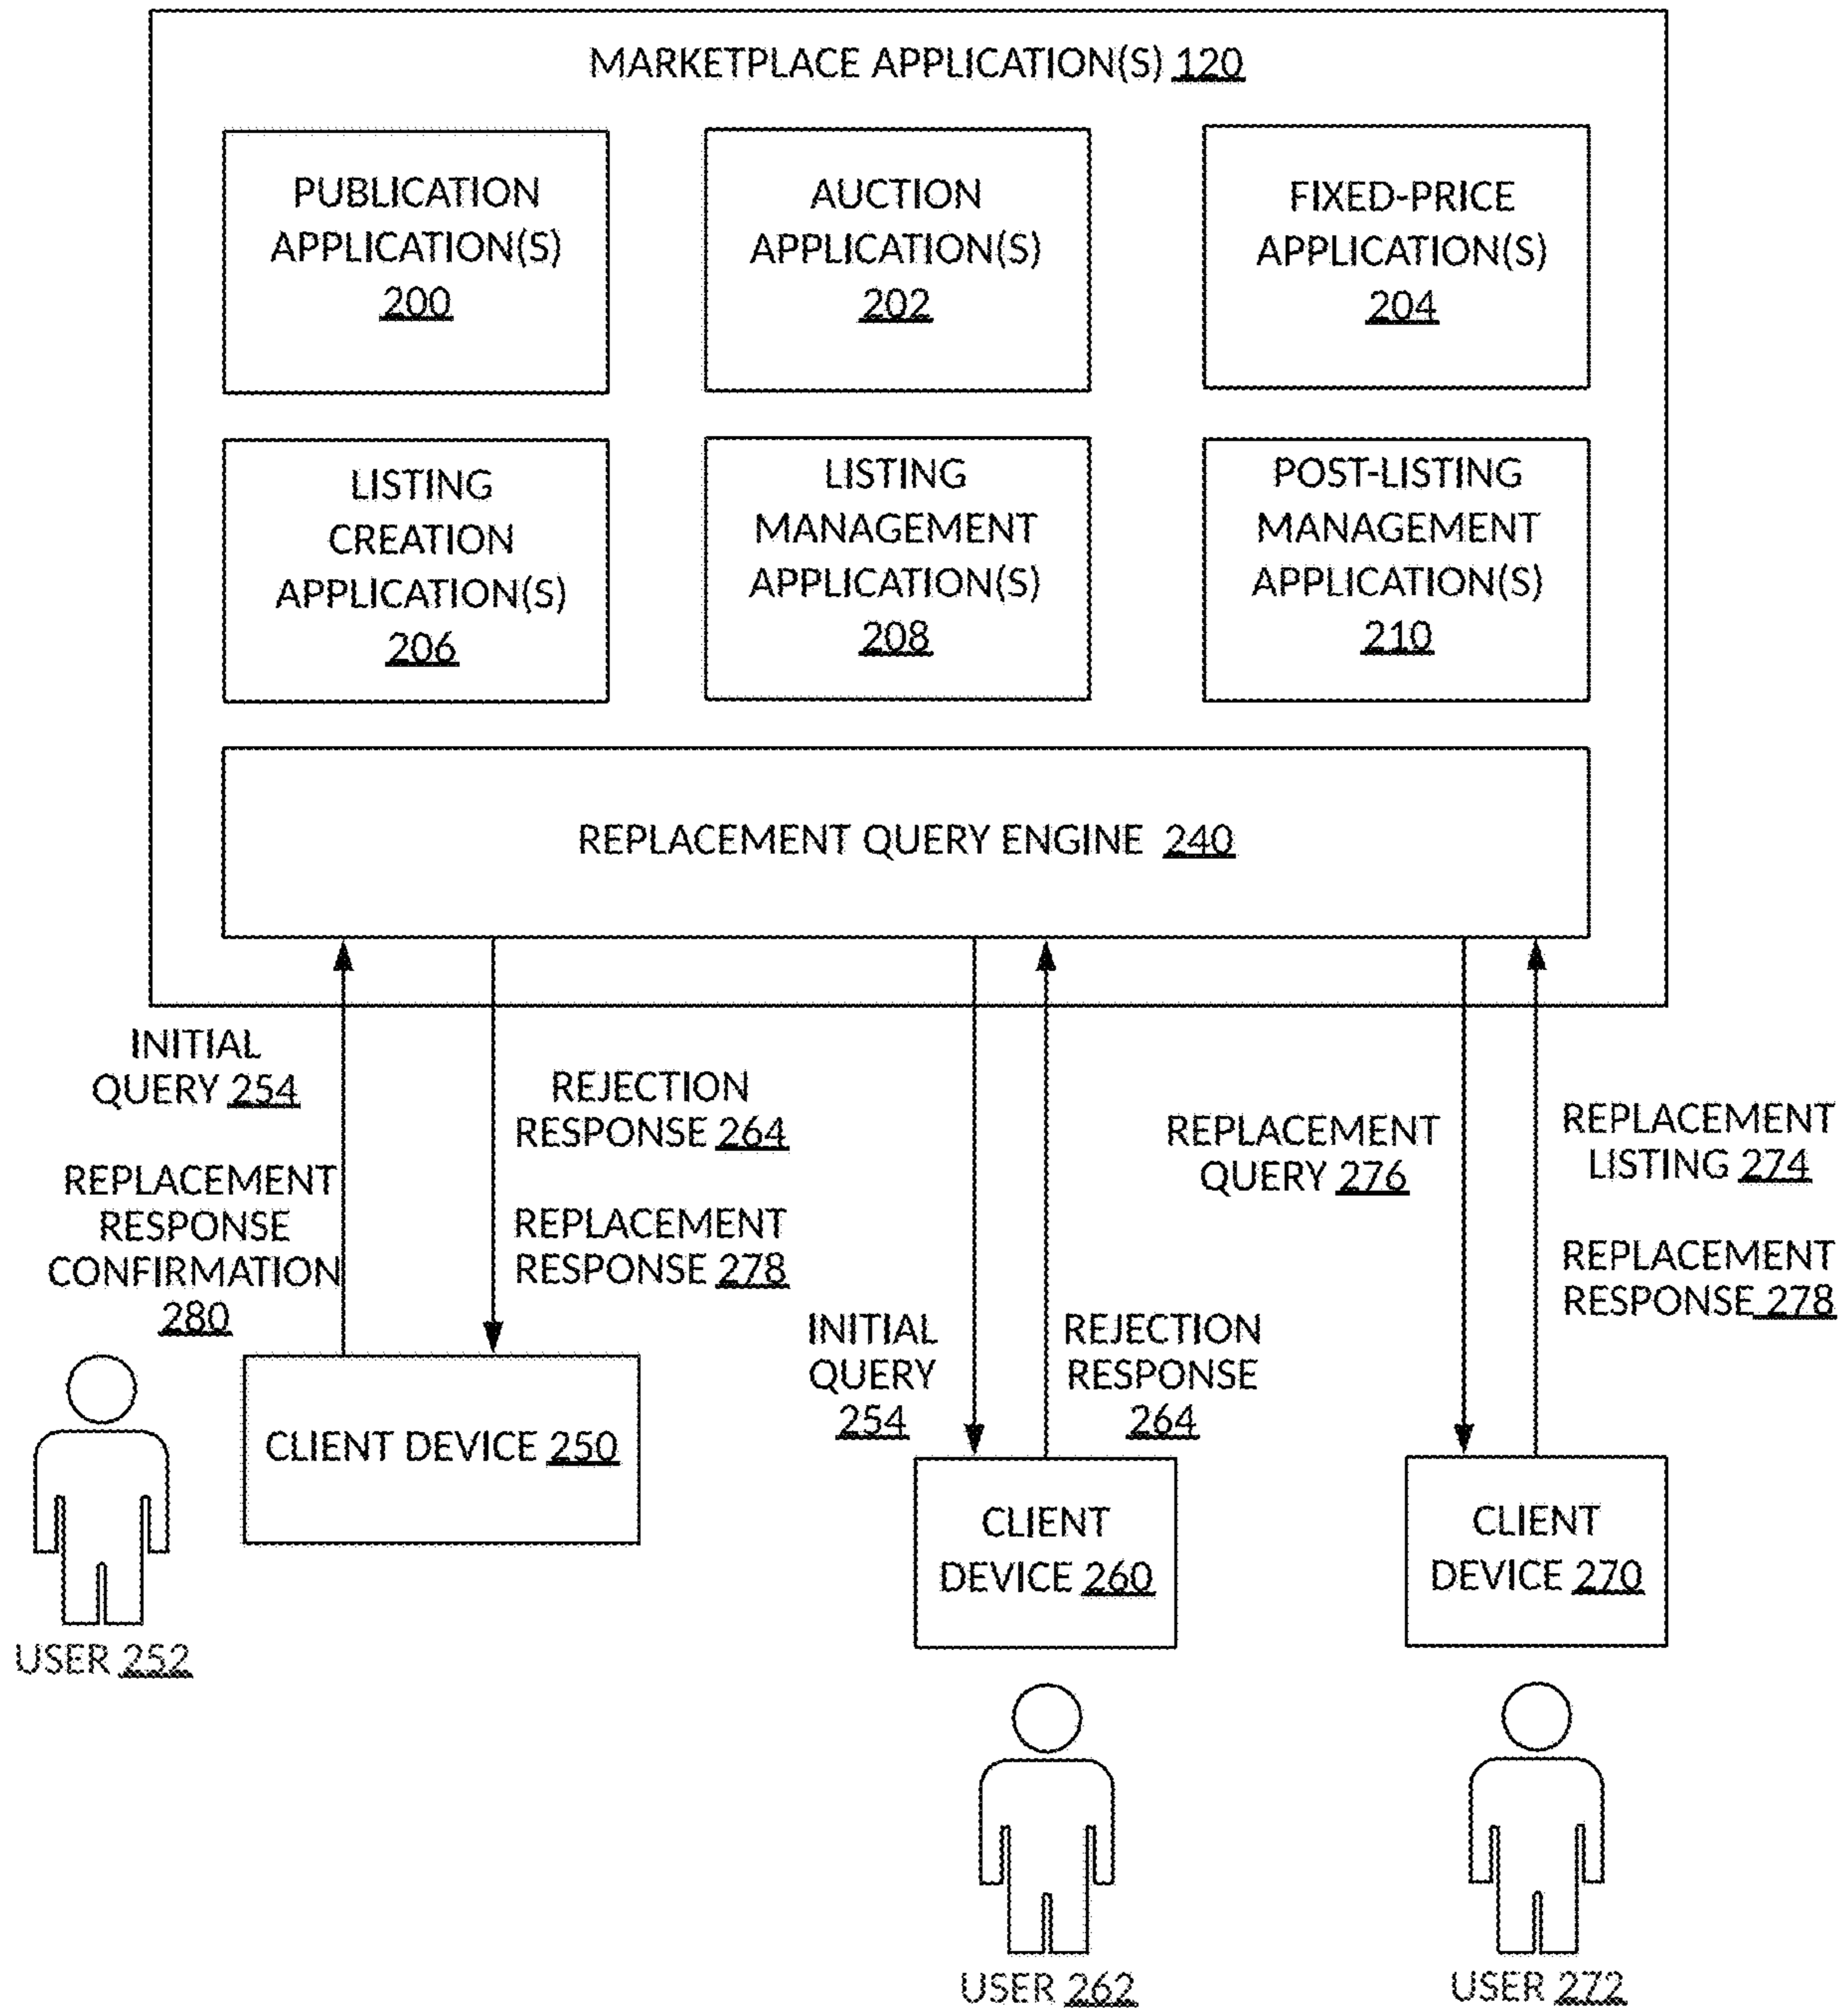 MARKETPLACE APPLICATION(S) 120
PUBLICATION
APPLICATION(S)
200
AUCTION
APPLICATION(S)
202
FIXED-PRICE
APPLICATION(S)
204
LISTING
CREATION
APPLICATION(S)
206
LISTING
MANAGEMENT
APPLICATION(S)
208
POST-LISTING
MANAGEMENT
APPLICATION(S)
210
REPLACEMENT QUERY ENGINE 240
INITIAL
QUERY 254
REPLACEMENT
RESPONSE
CONFIRMATION
280
REJECTION
RESPONSE 264
REPLACEMENT
RESPONSE 278
INITIAL
QUERY
254
REJECTION
RESPONSE
264
REPLACEMENT
QUERY 276
REPLACEMENT
LISTING 274
REPLACEMENT
RESPONSE 278
CLIENT DEVICE 250
USER 252
CLIENT
DEVICE 260
USER 262
CLIENT
DEVICE 270
USER 272